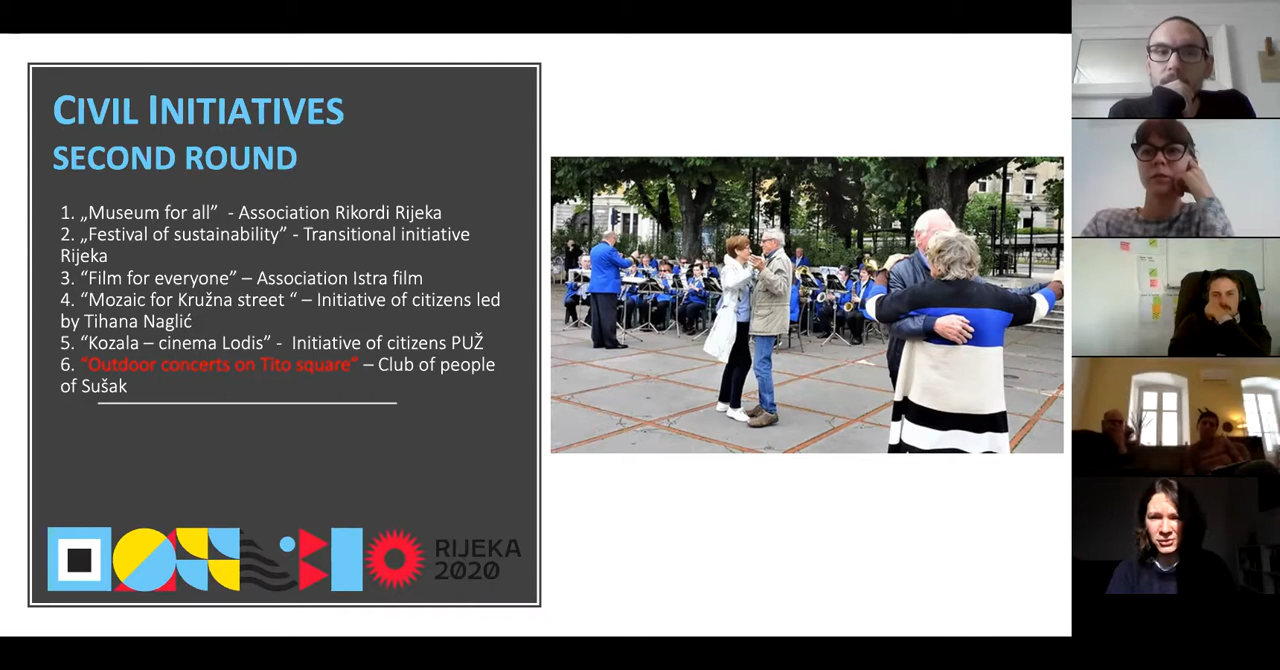 CIVIL INITIATIVES
SECOND ROUND
1. „Museum for all” - Association Rikordi Rijeka
2. „Festival of sustainability” - Transitional initiative
Rijeka
3. “Film for everyone” – Association Istra film
4. “Mozaic for Kružna street “ – Initiative of citizens led
by Tihana Naglić
5. “Kozala – cinema Lodis” - Initiative of citizens PUŽ
6. “Outdoor concerts on Tito square” – Club of people
of Sušak
RIJEKA
2020